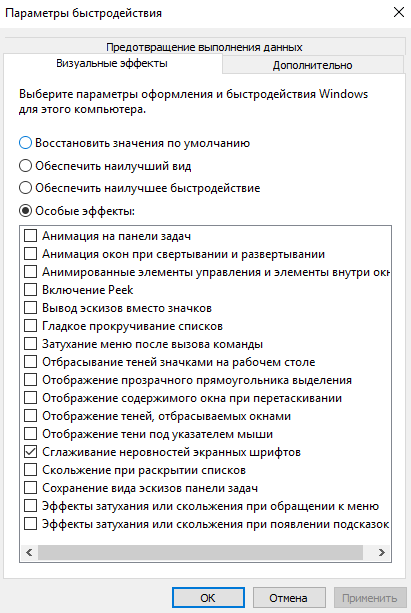 Параметры быстродействия
Предотвращение выполнения данных
Визуальные эффекты
Дополнительно
Выберите параметры оформления и быстродействия Windows
для этого компьютера.
Восстановить значения по умолчанию
Обеспечить наилучший вид
Обеспечить наилучшее быстродействие
Особые эффекты:
Анимация на панели задач
Анимация окон при свертывании и развертывании
Анимированные элементы управления и элементы внутри окн
Включение Peek
Вывод эскизов вместо значков
Гладкое прокручивание списков
Затухание меню после вызова команды
Отбрасывание теней значками на рабочем столе
Отображение прозрачного прямоугольника выделения
Отображение содержимого окна при перетаскивании
Отображение теней, отбрасываемых окнами
Отображение тени под указателем мыши
Сглаживание неровностей экранных шрифтов
Скольжение при раскрытии списков
Сохранение вида эскизов панели задач
Эффекты затухания или скольжения при обращении к меню
Эффекты затухания или скольжения при появлении подсказок
ОК
Отмена
Применить